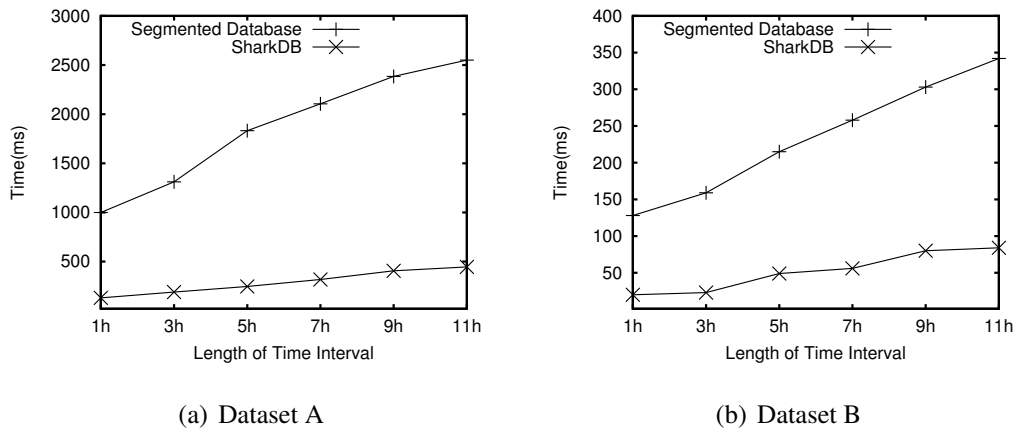 3000
2500
2000
1500
1000
500
Time(ms)
Segmented Database
SharkDB
1h 3h 5h 7h 9h 11h
Length of Time Interval
(a) Dataset A
400
350
300
250
200
150
100
50
Time(ms)
Segmented Database
SharkDB
1h 3h 5h 7h 9h 11h
Length of Time Interval
(b) Dataset B